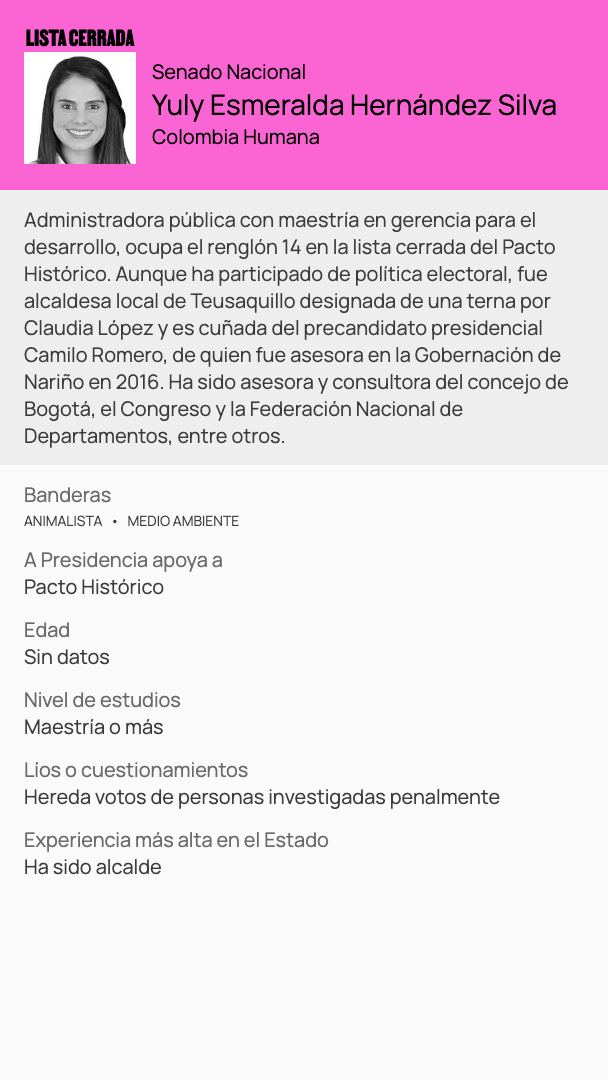 LISTA CERRADA
Senado Nacional
Yuly Esmeralda Hernández Silva
Colombia Humana
Administradora pública con maestría en gerencia para el
desarrollo, ocupa el renglón 14 en la lista cerrada del Pacto
Histórico. Aunque ha participado de política electoral, fue
alcaldesa local de Teusaquillo designada de una terna por
Claudia López y es cuñada del precandidato presidencial
Camilo Romero, de quien fue asesora en la Gobernación de
Nariño en 2016. Ha sido asesora y consultora del concejo de
Bogotá, el Congreso y la Federación Nacional de
Departamentos, entre otros.
Banderas
ANIMALISTA • MEDIO AMBIENTE
A Presidencia apoya a
Pacto Histórico
Edad
Sin datos
Nivel de estudios
Maestría o más
Líos o cuestionamientos
Hereda votos de personas investigadas penalmente
Experiencia más alta en el Estado
Ha sido alcalde